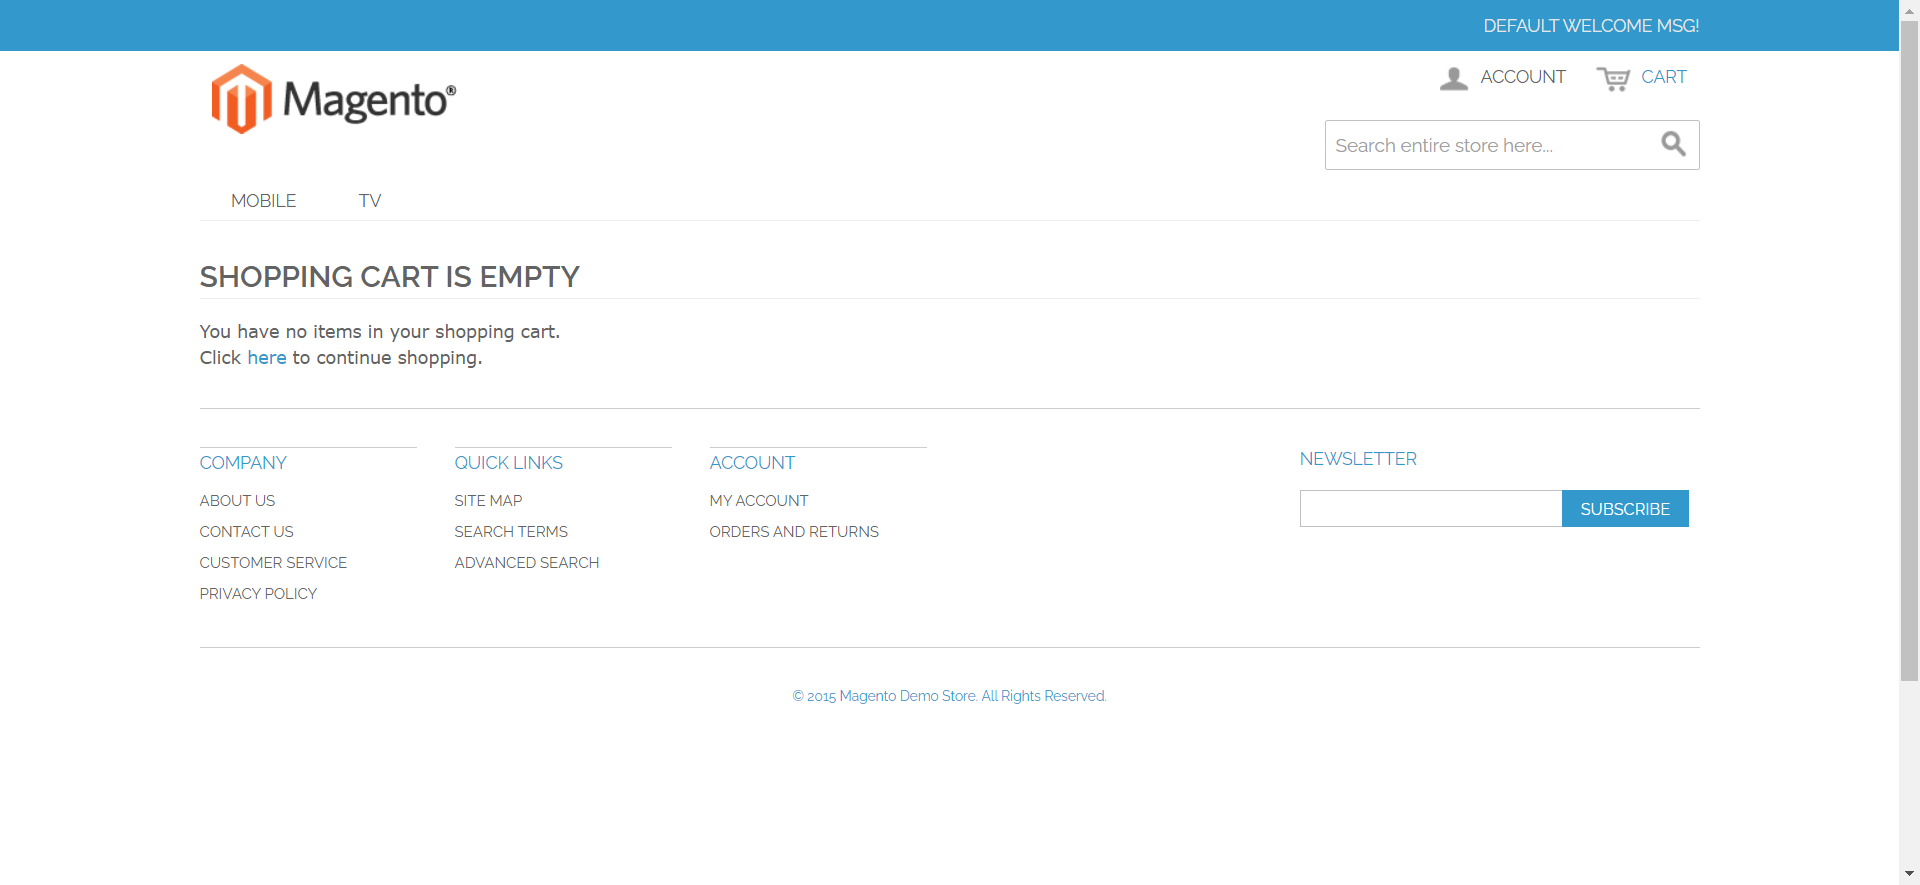 DEFAULT WELCOME MSG!
Magento®
ACCOUNT
CART
Search entire store here...
MOBILE
TV
SHOPPING CART IS EMPTY
You have no items in your shopping cart.
Click here to continue shopping.
COMPANY
ABOUT US
CONTACT US
CUSTOMER SERVICE
PRIVACY POLICY
QUICK LINKS
SITE MAP
SEARCH TERMS
ADVANCED SEARCH
ACCOUNT
MY ACCOUNT
ORDERS AND RETURNS
NEWSLETTER
SUBSCRIBE
© 2015 Magento Demo Store. All Rights Reserved.